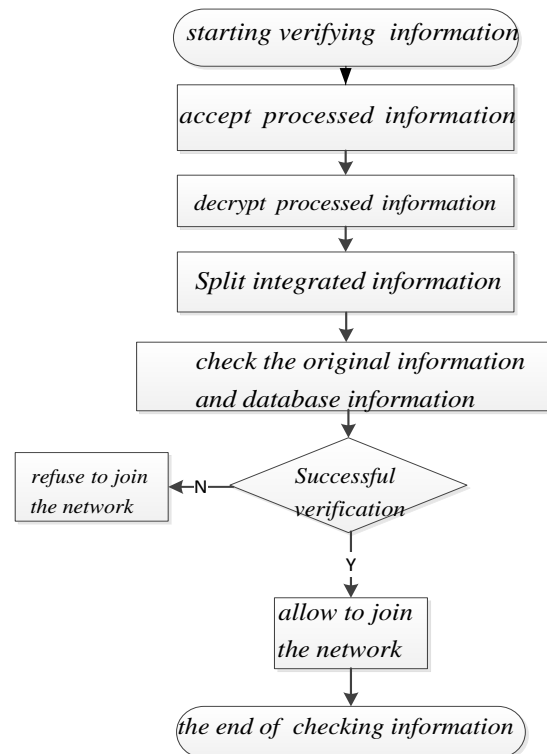 starting verifying information
accept processed information
decrypt processed information
Split integrated information
check the original information
and database information
Successful
verification
N
refuse to join
the network
Y
allow to join
the network
the end of checking information